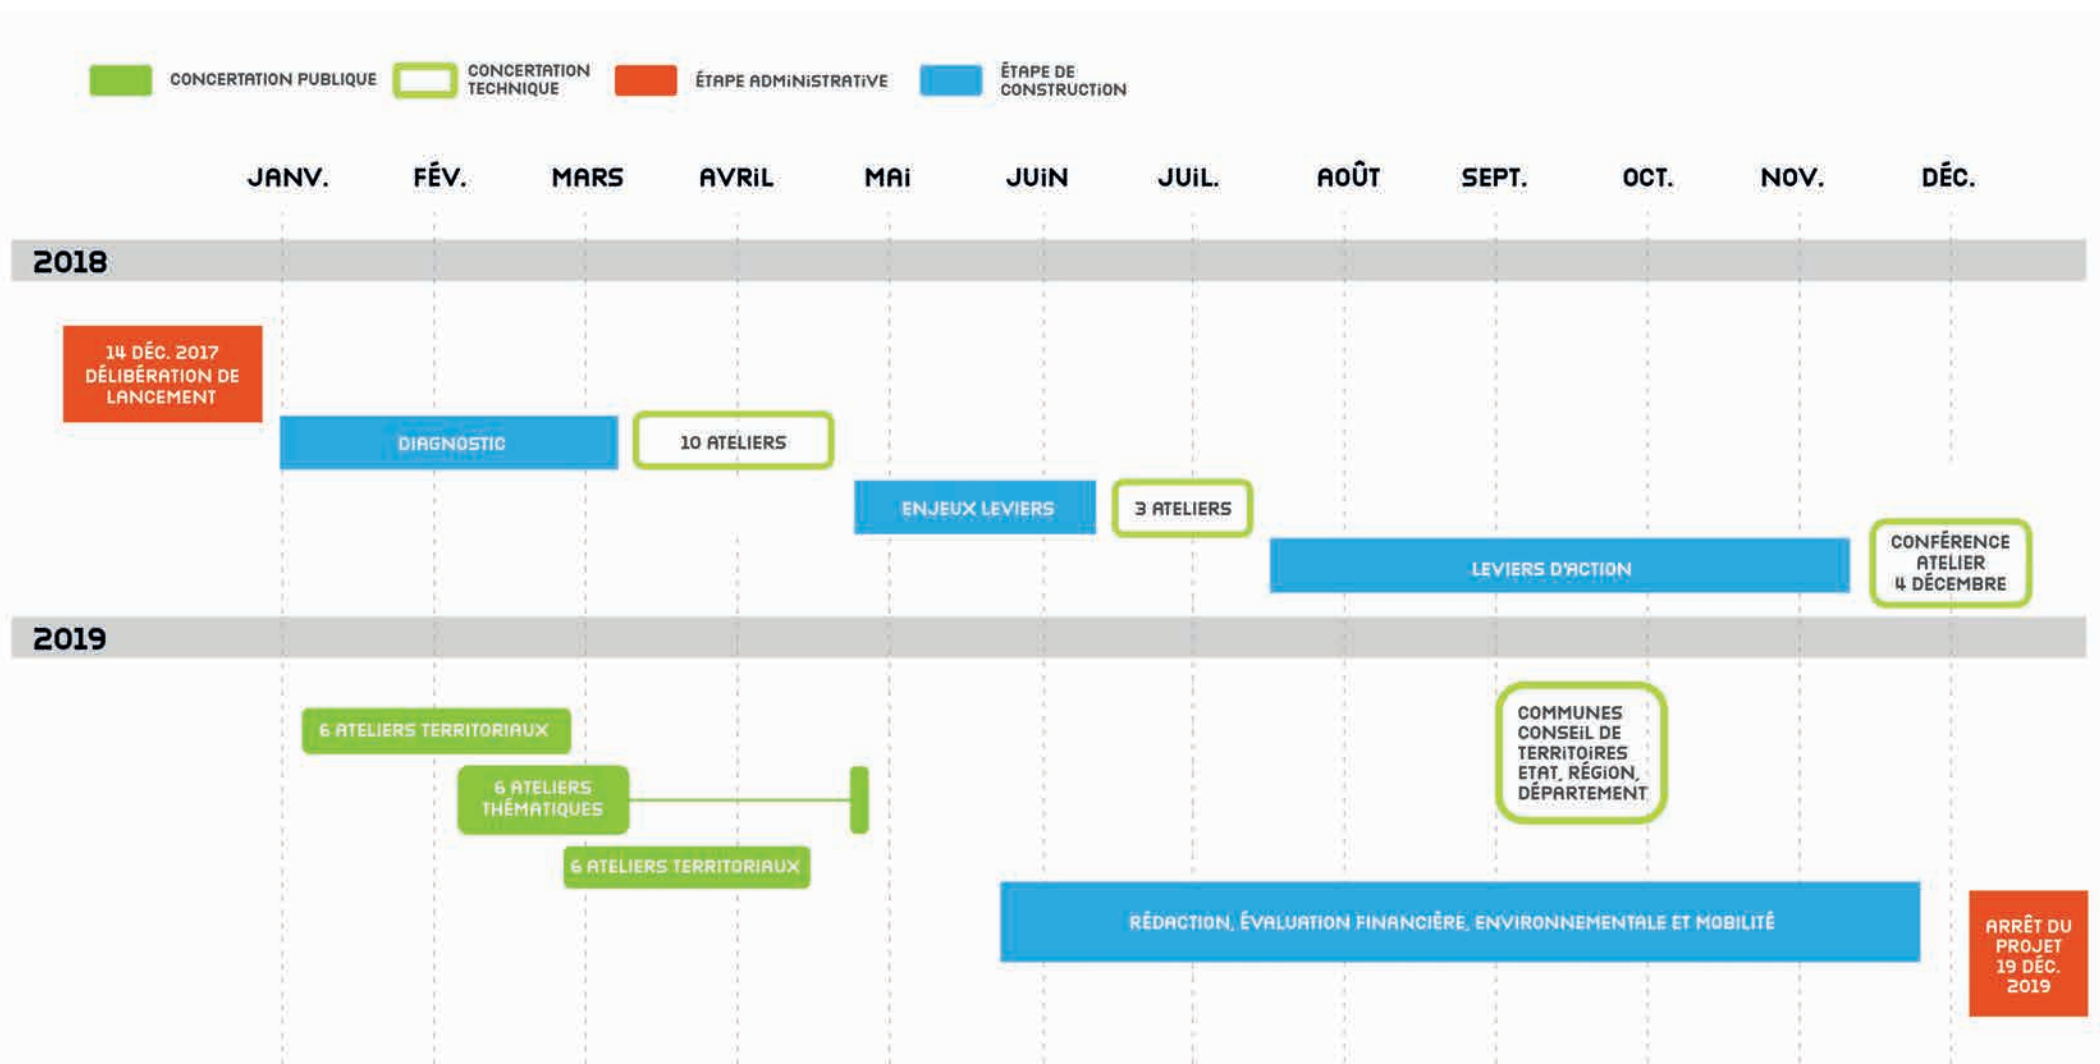 CONCERTATION PUBLIQUE
CONCERTATION
TECHNIQUE
ÉTAPE ADMINISTRATIVE
ÉTAPE DE
CONSTRUCTION
JANV. FÉV. MARS AVRIL MAI JUIN JUIL. AOÛT SEPT. OCT. NOV. DÉC.
2018
14 DÉC. 2017
DÉLIBÉRATION DE
LANCEMENT
DIAGNOSTIC
10 ATELIERS
ENJEUX LEVIERS
3 ATELIERS
LEVIERS D'ACTION
CONFÉRENCE
ATELIER
4 DÉCEMBRE
2019
6 ATELIERS TERRITORIAUX
6 ATELIERS
THÉMATIQUES
6 ATELIERS TERRITORIAUX
COMMUNES
CONSEIL DE
TERRITOIRES
ETAT, RÉGION,
DÉPARTEMENT
RÉDACTION, ÉVALUATION FINANCIÈRE, ENVIRONNEMENTALE ET MOBILITÉ
ARRÊT DU
PROJET
19 DÉC.
2019